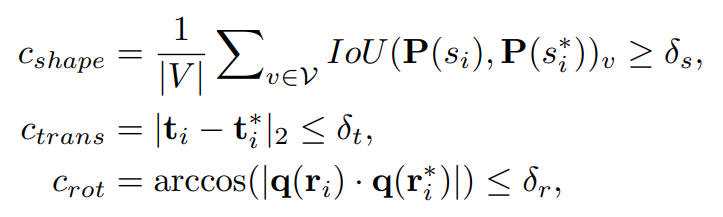 c_{shape} = \frac{1}{|V|} \sum_{v \in \mathcal{V}} IoU(\mathbf{P}(s_i), \mathbf{P}(s_i^*))_v \geq \delta_s,
c_{trans} = |\mathbf{t}_i - \mathbf{t}_i^*|_2 \leq \delta_t,
c_{rot} = \arccos(|\mathbf{q}(\mathbf{r}_i) \cdot \mathbf{q}(\mathbf{r}_i^*)|) \leq \delta_r,